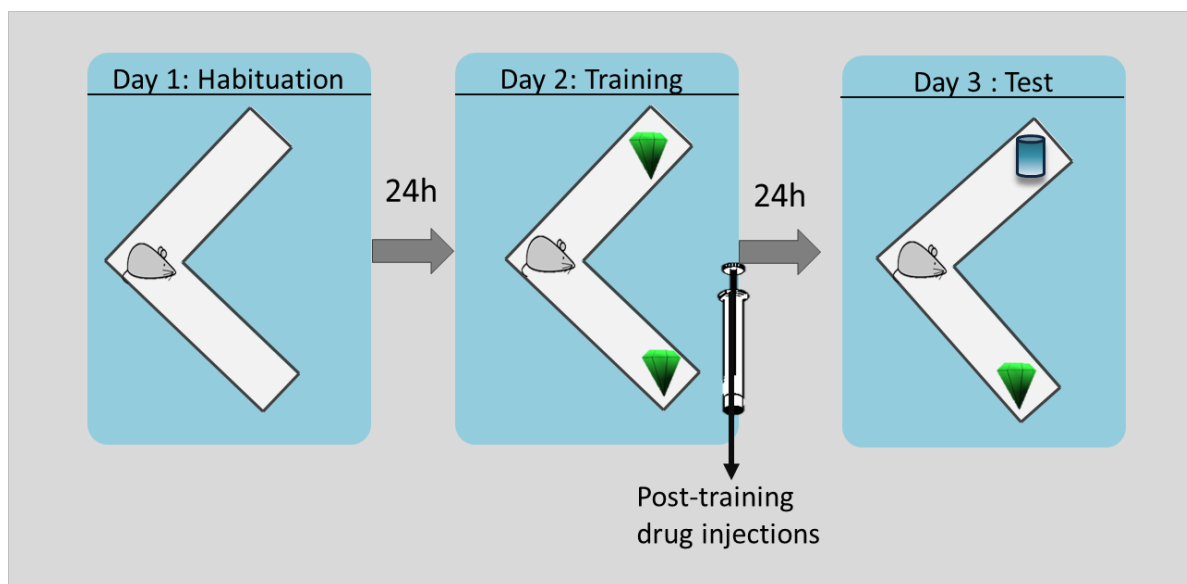 Day 1: Habituation
24h
Day 2: Training
24h
Day 3 : Test
Post-training
drug injections